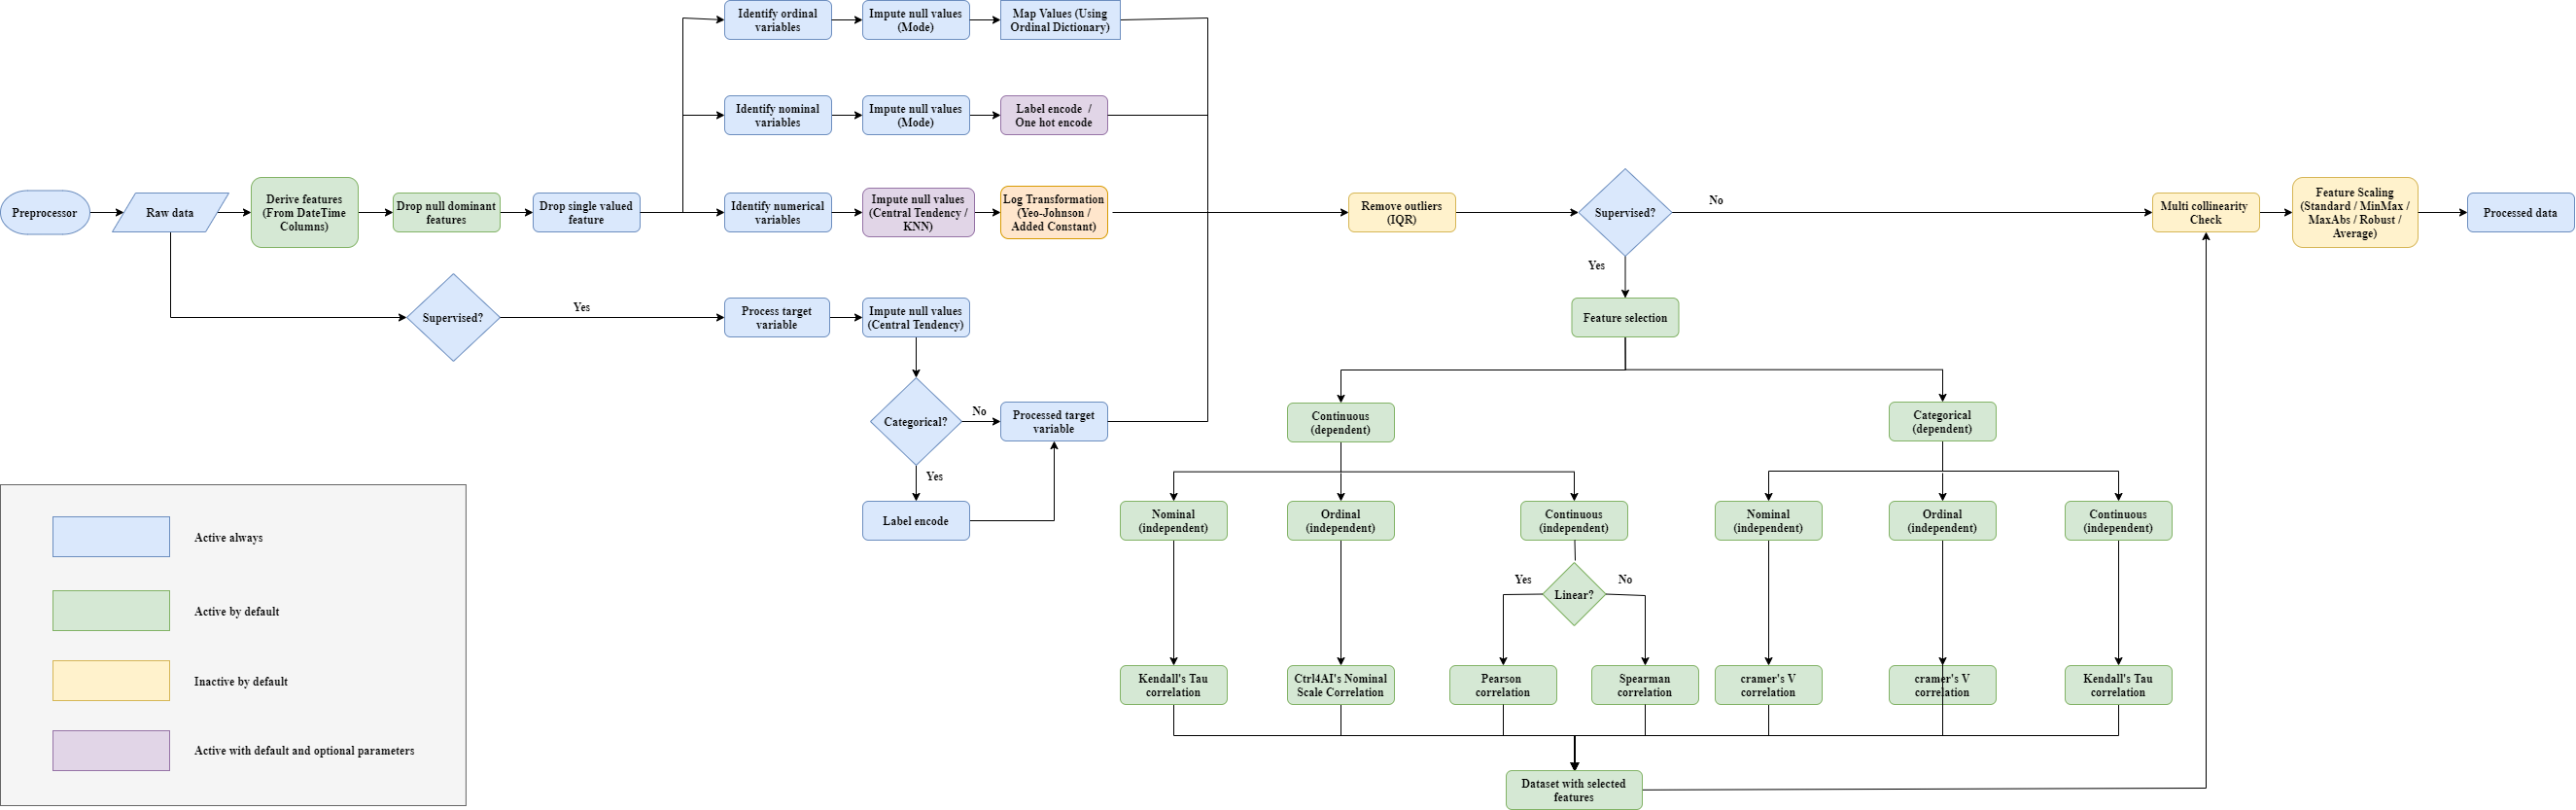 Identify ordinal
variables
Impute null values
(Mode)
Map Values (Using
Ordinal Dictionary)
Identify nominal
variables
Impute null values
(Mode)
Label encode /
One hot encode
Preprocessor
Raw data
Derive features
(From DateTime
Columns)
Drop null dominant
features
Drop single valued
feature
Identify numerical
variables
Impute null values
(Central Tendency /
KNN)
Log Transformation
(Yeo-Johnson /
Added Constant)
Remove outliers
(IQR)
Supervised?
No
Multi collinearity
Check
Feature Scaling
(Standard / MinMax /
MaxAbs / Robust /
Average)
Processed data
Yes
Supervised?
Yes
Process target
variable
Impute null values
(Central Tendency)
Feature selection
Categorical?
No
Processed target
variable
Yes
Label encode
Continuous
(dependent)
Categorical
(dependent)
Nominal
(independent)
Ordinal
(independent)
Continuous
(independent)
Nominal
(independent)
Ordinal
(independent)
Continuous
(independent)
Yes
Linear?
No
Kendall's Tau
correlation
Ctrl4AI's Nominal
Scale Correlation
Pearson
correlation
Spearman
correlation
cramer's V
correlation
cramer's V
correlation
Kendall's Tau
correlation
Dataset with selected
features
Active always
Active by default
Inactive by default
Active with default and optional parameters